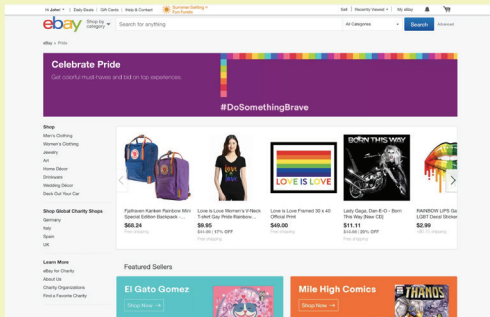 Hi John!
Daily Deals
Gift Cards
Help & Contact
Summer Selling =
Fun Funds
Sell
Recently Viewed
My eBay
ebay
Shop by
category
Search for anything
All Categories
Search
Advanced
eBay > Pride
Celebrate Pride
Get colorful must-haves and bid on top experiences.
#DoSomethingBrave
Shop
Men's Clothing
Women's Clothing
Jewelry
Art
Home Décor
Drinkware
Wedding Décor
Deck Out Your Car
Shop Global Charity Shops
Germany
Italy
Spain
UK
Learn More
eBay for Charity
About Us
Charity Organizations
Find a Favorite Charity
LOVE IS LOVE
BORN THIS WAY
Fjallraven Kanken Rainbow Mini
Special Edition Backpack - ...
$68.24
Free shipping
Love is Love Women's V Neck
T-shirt Gay Pride Rainbow...
$9.95
17% OFF
Free shipping
Love is Love Framed 30 x 40
Official Print
$49.00
Free shipping
Lady Gaga, Dan-E-O - Born
This Way [New CD]
$11.11
20% OFF
Free shipping
RAINBOW LIPS Ga
LGBT Decal Sticker
$2.99
Featured Sellers
El Gato Gomez
Shop Now →
Mile High Comics
Shop Now →
THANOS